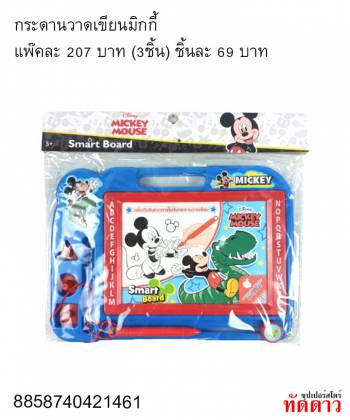 กระดานวาดเขียนมิกกี้
แพ๊คละ 207 บาท (3ชิ้น) ชิ้นละ 69 บาท
Disney
MICKEY
MOUSE
3+
Smart Board
MICKEY
A B C D E F G H I J K L M
Disney
MICKEY
MOUSE
N O P Q R S T U V W X Y Z
Smart
Board
8858740421461
ซุปเปอร์สโตร์
ทัดดาว